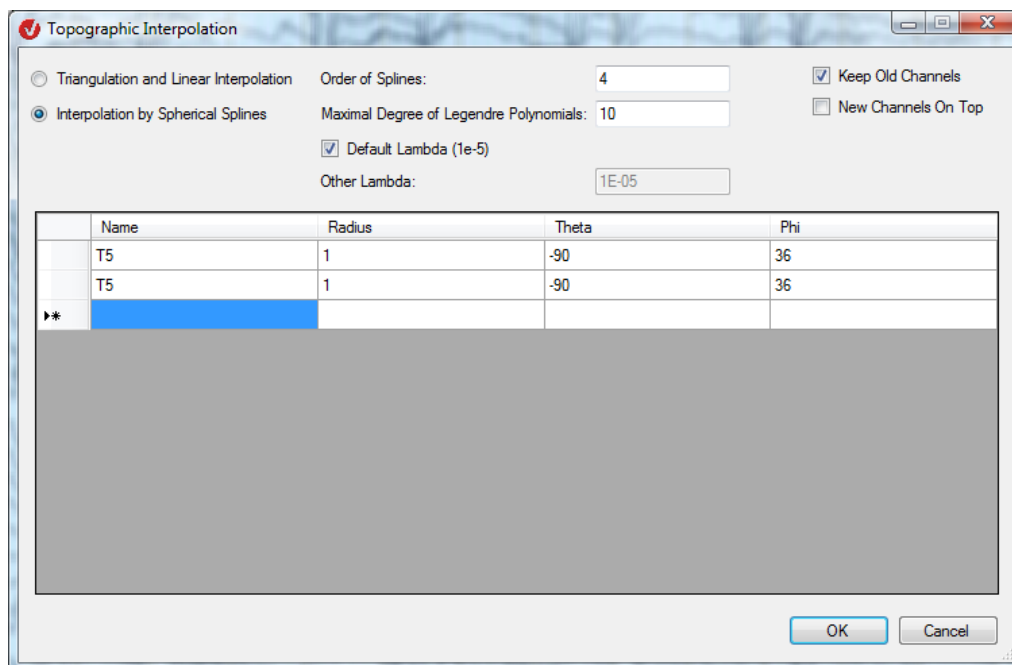 Topographic Interpolation
Triangulation and Linear Interpolation Order of Splines: 4 Keep Old Channels
Interpolation by Spherical Splines Maximal Degree of Legendre Polynomials: 10 New Channels On Top
Default Lambda (1e-5)
Other Lambda: 1E-05
Name Radius Theta Phi
T5 1 -90 36
T5 1 -90 36
OK Cancel